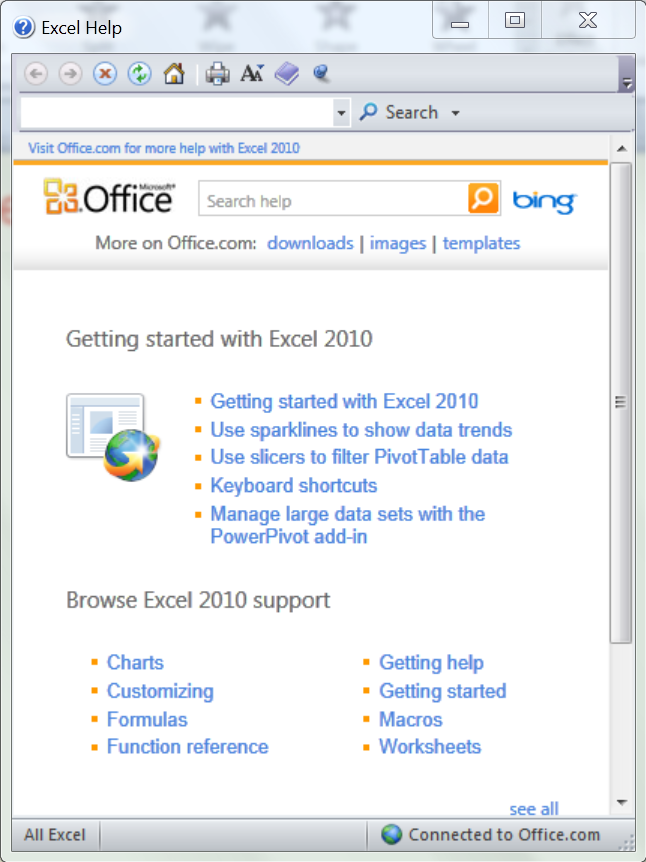 Excel Help
Search
Visit Office.com for more help with Excel 2010
Microsoft®
Office
Search help
bing™
More on Office.com: downloads | images | templates
Getting started with Excel 2010
Getting started with Excel 2010
Use sparklines to show data trends
Use slicers to filter PivotTable data
Keyboard shortcuts
Manage large data sets with the
PowerPivot add-in
Browse Excel 2010 support
Charts
Customizing
Formulas
Function reference
Getting help
Getting started
Macros
Worksheets
see all
All Excel
Connected to Office.com